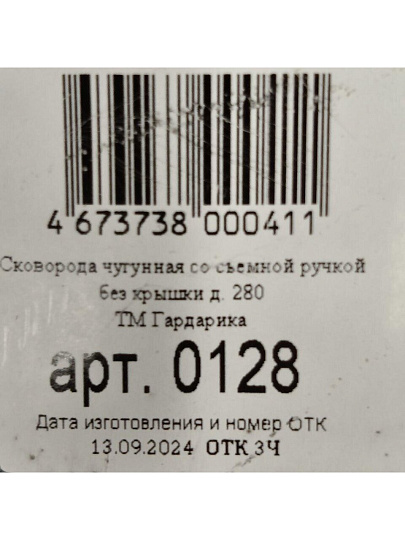 4 673738 000411
Сковорода чугунная со съемной ручкой
без крышки д. 280
ТМ Гардарика
арт. 0128
Дата изготовления и номер ОТК
13.09.2024 ОТК 3Ч